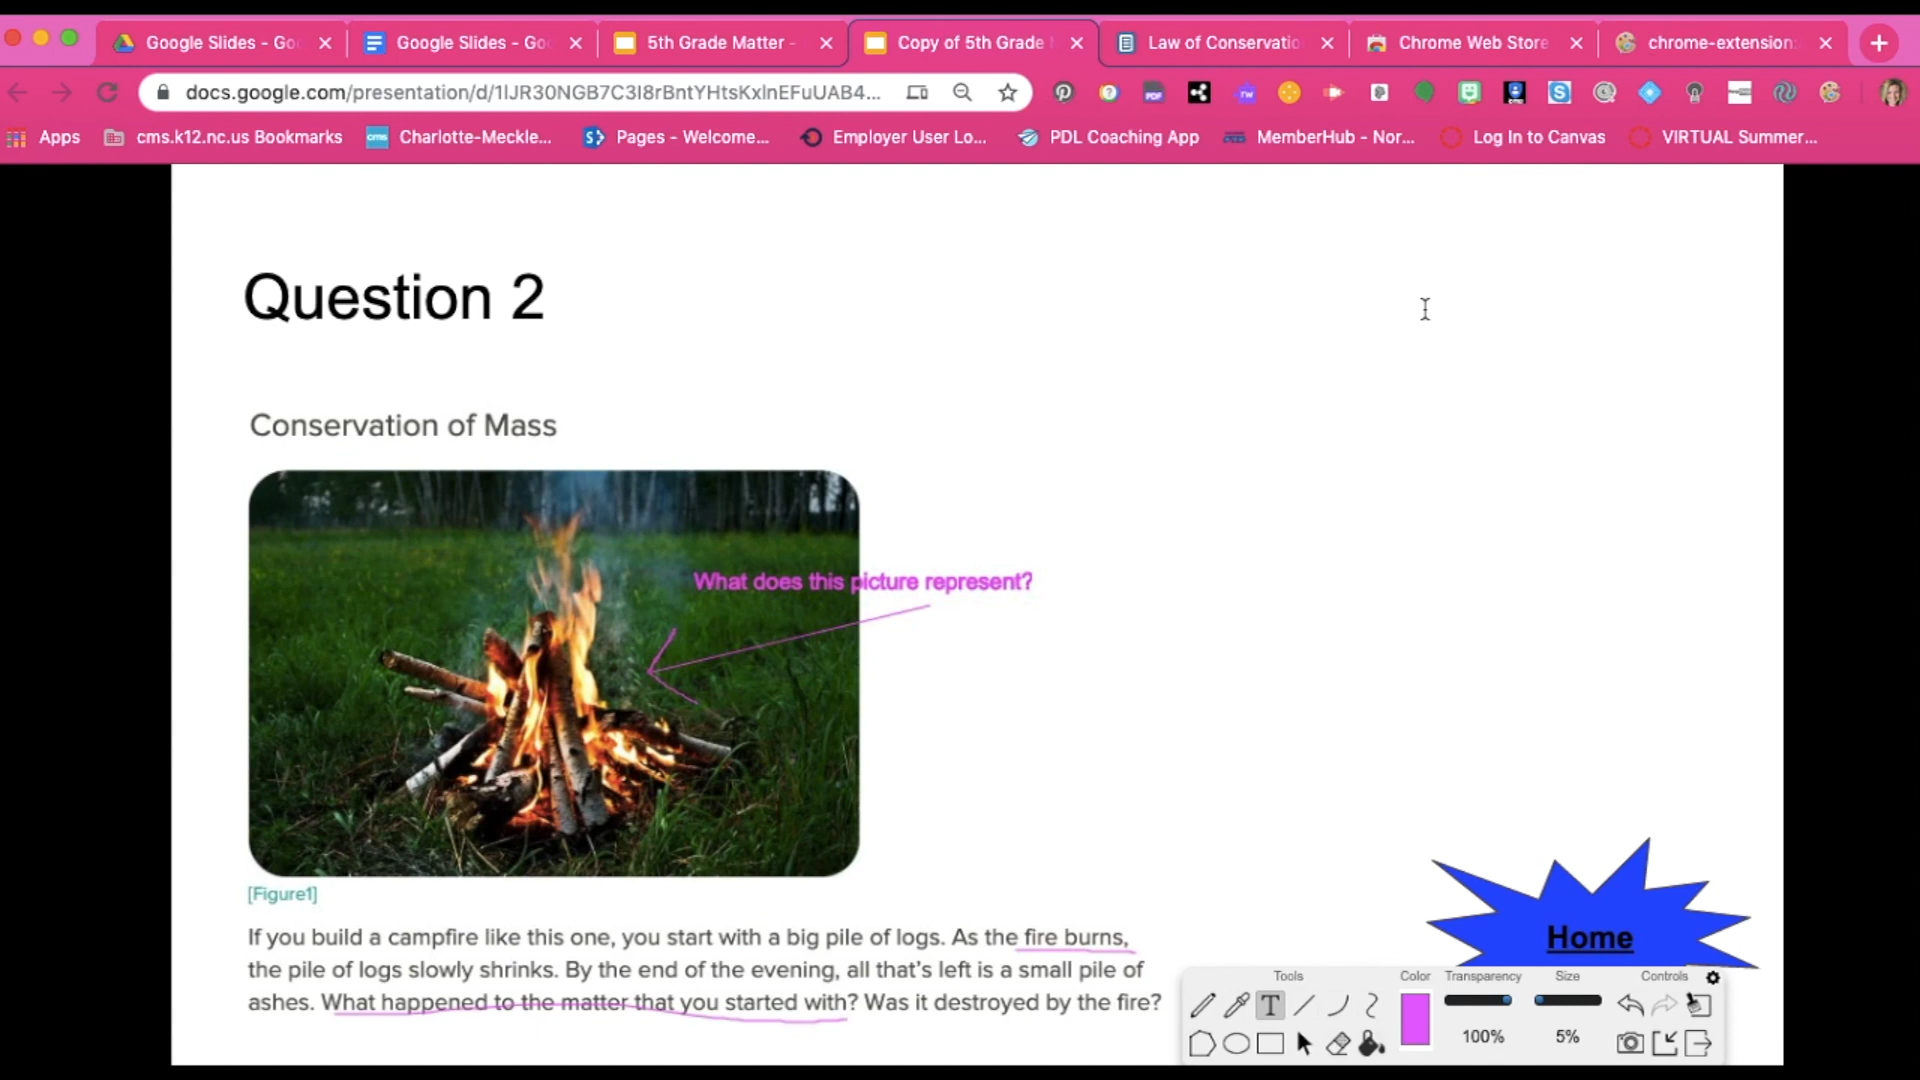 Google Slides - Go
Google Slides - Go
5th Grade Matter -
Copy of 5th Grade
Law of Conservatio
Chrome Web Store
chrome-extension:
docs.google.com/presentation/d/1IJR30NGB7C3I8rBntYHtsKxlnEFuUAB4...
Apps
cms.k12.nc.us Bookmarks
Charlotte-Meckle...
Pages - Welcome...
Employer User Lo...
PDL Coaching App
MemberHub - Nor...
Log In to Canvas
VIRTUAL Summer...
Question 2
Conservation of Mass
What does this picture represent?
[Figure1]
If you build a campfire like this one, you start with a big pile of logs. As the fire burns,
the pile of logs slowly shrinks. By the end of the evening, all that's left is a small pile of
ashes. What happened to the matter that you started with? Was it destroyed by the fire?
Home
Tools
Color
Transparency
Size
Controls
T
100%
5%